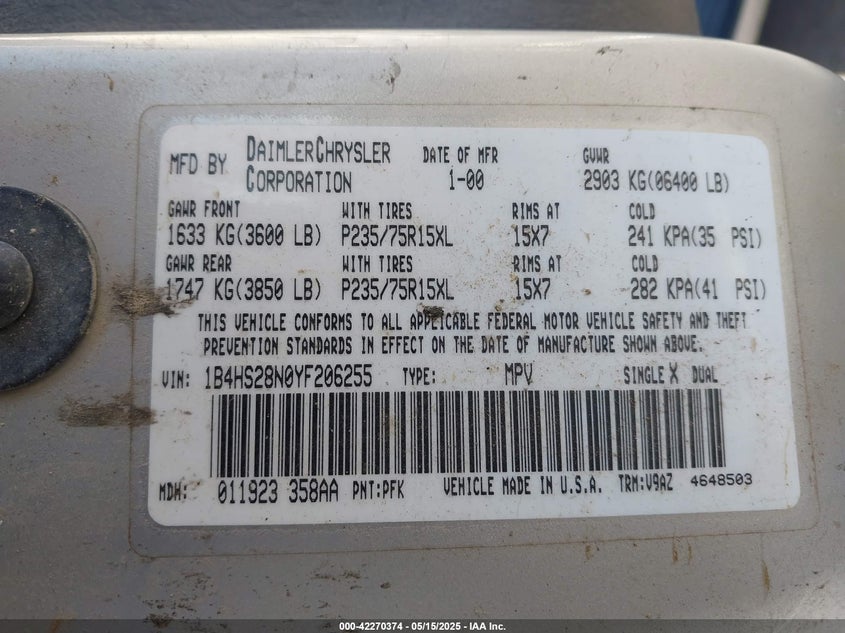 MFD BY DAIMLERCHRYSLER CORPORATION DATE OF MFR 1-00 GVWR 2903 KG(06400 LB)
GAWR FRONT WITH TIRES RIMS AT COLD
1633 KG(3600 LB) P235/75R15XL 15X7 241 KPA(35 PSI)
GAWR REAR WITH TIRES RIMS AT COLD
1747 KG(3850 LB) P235/75R15XL 15X7 282 KPA(41 PSI)
THIS VEHICLE CONFORMS TO ALL APPLICABLE FEDERAL MOTOR VEHICLE SAFETY AND THEFT
PREVENTION STANDARDS IN EFFECT ON THE DATE OF MANUFACTURE SHOWN ABOVE.
VIN: 1B4HS28N0YF206255 TYPE: MPV SINGLE X DUAL
MDH: 011923 358AA PNT:PFK VEHICLE MADE IN U.S.A. TRM:V9AZ 4648503
000-42270374 - 05/15/2025 - IAA Inc.